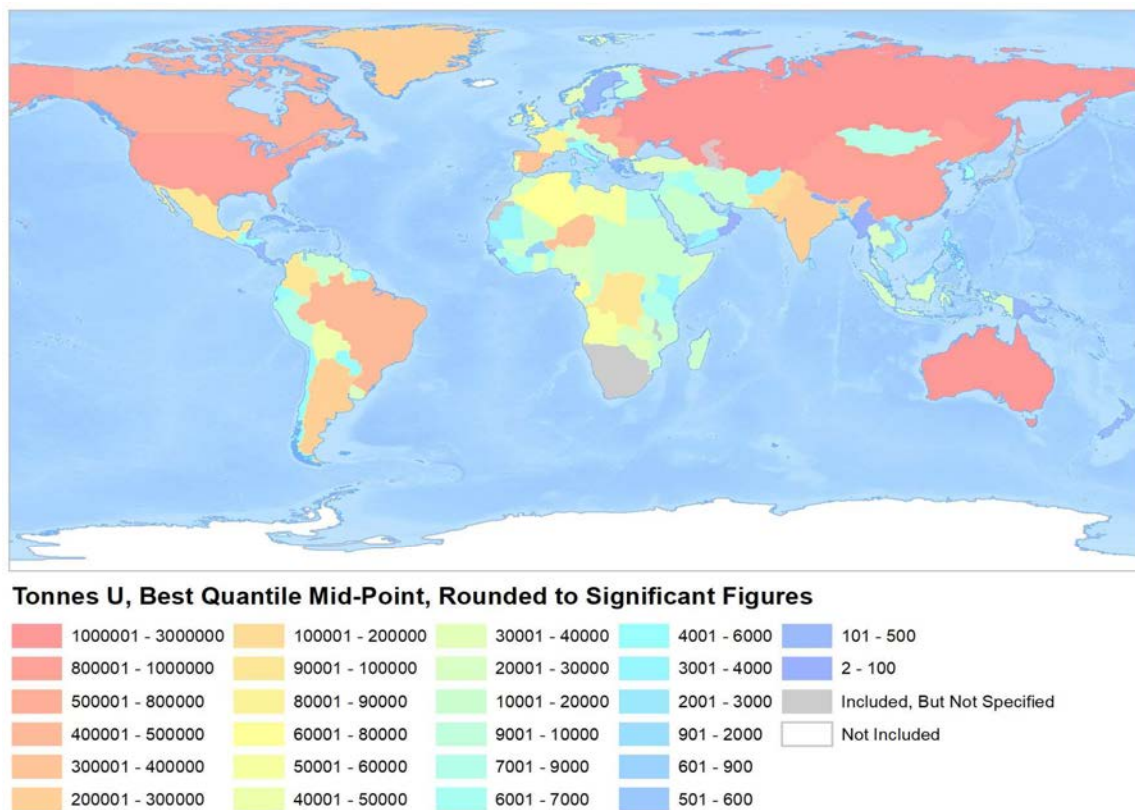 Tonnes U, Best Quantile Mid-Point, Rounded to Significant Figures
1000001 - 3000000
800001 - 1000000
500001 - 800000
400001 - 500000
300001 - 400000
200001 - 300000
100001 - 200000
90001 - 100000
80001 - 90000
60001 - 80000
50001 - 60000
40001 - 50000
30001 - 40000
20001 - 30000
10001 - 20000
9001 - 10000
7001 - 9000
6001 - 7000
4001 - 6000
3001 - 4000
2001 - 3000
901 - 2000
601 - 900
501 - 600
101 - 500
2 - 100
Included, But Not Specified
Not Included